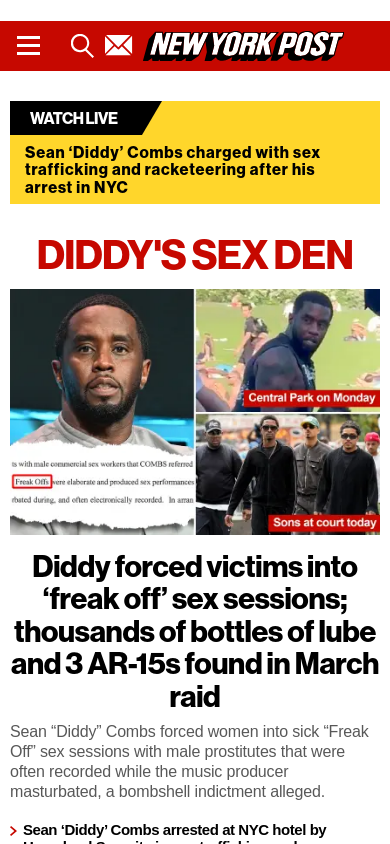 NEW YORK POST
WATCH LIVE
Sean ‘Diddy’ Combs charged with sex
trafficking and racketeering after his
arrest in NYC
DIDDY'S SEX DEN
ts with male commercial sex workers that COMBS referred
Freak Offs were elaborate and produced sex performances
rbated during, and often electronically recorded. In arran
Central Park on Monday
Sons at court today
Diddy forced victims into
‘freak off’ sex sessions;
thousands of bottles of lube
and 3 AR-15s found in March
raid
Sean “Diddy” Combs forced women into sick “Freak
Off” sex sessions with male prostitutes that were
often recorded while the music producer
masturbated, a bombshell indictment alleged.
Sean ‘Diddy’ Combs arrested at NYC hotel by